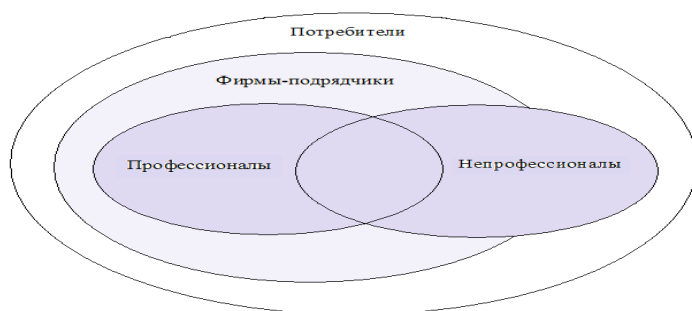 Потребители
Фирмы-подрядчики
Профессионалы
Непрофессионалы